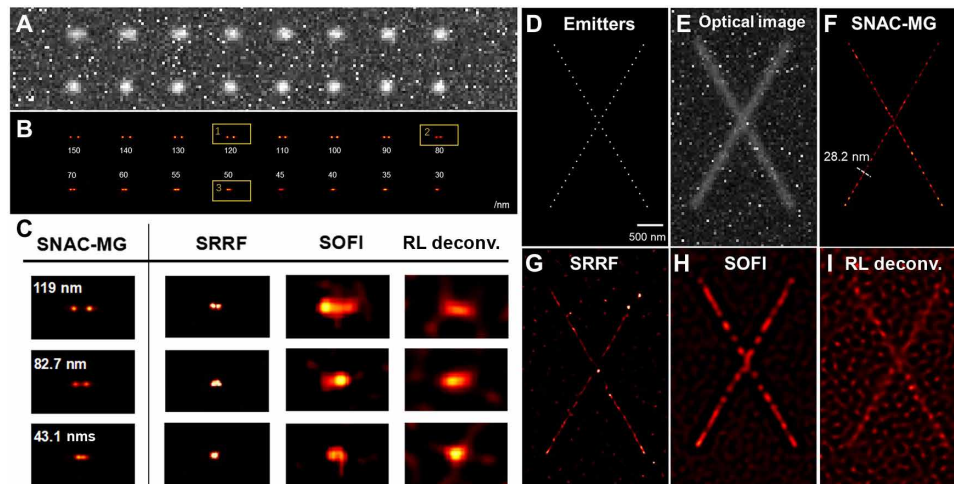 A
B
1
2
150 140 130 120 110 100 90 80
70 60 55 50 45 40 35 30
3
/nm
C
SNAC-MG SRRF SOFI RL deconv.
119 nm
82.7 nm
43.1 nms
D Emitters
500 nm
E Optical image
F SNAC-MG
28.2 nm
G SRRF
H SOFI
I RL deconv.